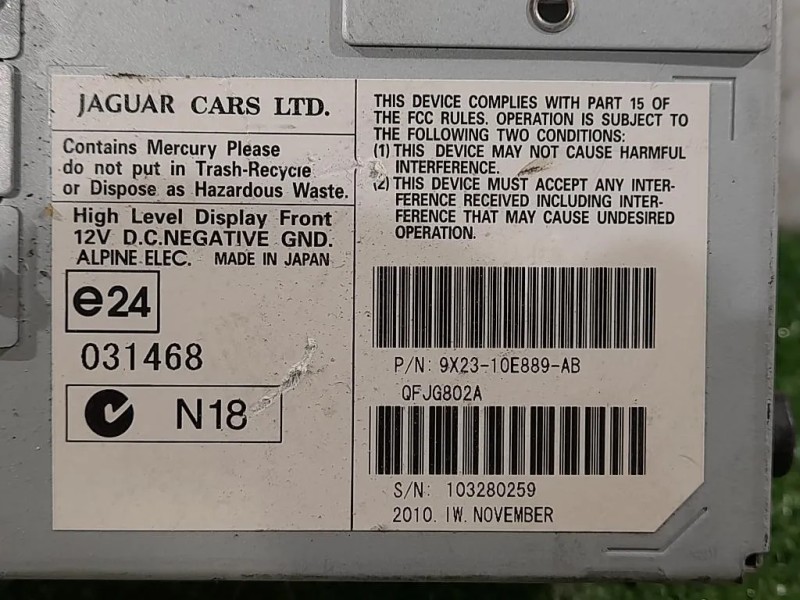 JAGUAR CARS LTD.
Contains Mercury Please
do not put in Trash-Recycle
or Dispose as Hazardous Waste.
High Level Display Front
12V D.C.NEGATIVE GND.
ALPINE ELEC. MADE IN JAPAN
e24
031468
N18
THIS DEVICE COMPLIES WITH PART 15 OF
THE FCC RULES. OPERATION IS SUBJECT TO
THE FOLLOWING TWO CONDITIONS:
(1) THIS DEVICE MAY NOT CAUSE HARMFUL
INTERFERENCE.
(2) THIS DEVICE MUST ACCEPT ANY INTER-
FERENCE RECEIVED INCLUDING INTER-
FERENCE THAT MAY CAUSE UNDESIRED
OPERATION.
P/N: 9X23-10E889-AB
QFJG802A
S/N: 103280259
2010. IW. NOVEMBER